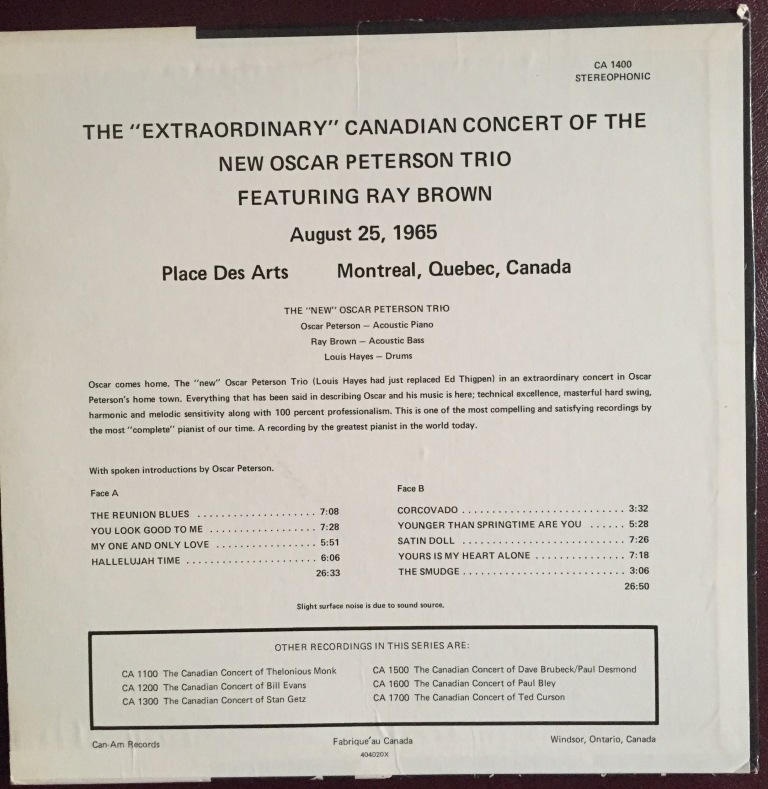 CA 1400
STEREOPHONIC
THE "EXTRAORDINARY" CANADIAN CONCERT OF THE
NEW OSCAR PETERSON TRIO
FEATURING RAY BROWN
August 25, 1965
Place Des Arts Montreal, Quebec, Canada
THE "NEW" OSCAR PETERSON TRIO
Oscar Peterson — Acoustic Piano
Ray Brown — Acoustic Bass
Louis Hayes — Drums
Oscar comes home. The "new" Oscar Peterson Trio (Louis Hayes had just replaced Ed Thigpen) in an extraordinary concert in Oscar
Peterson's home town. Everything that has been said in describing Oscar and his music is here; technical excellence, masterful hard swing,
harmonic and melodic sensitivity along with 100 percent professionalism. This is one of the most compelling and satisfying recordings by
the most "complete" pianist of our time. A recording by the greatest pianist in the world today.
With spoken introductions by Oscar Peterson.
Face A
THE REUNION BLUES .................... 7:08
YOU LOOK GOOD TO ME .................. 7:28
MY ONE AND ONLY LOVE ................. 5:51
HALLELUJAH TIME ...................... 6:06
26:33
Face B
CORCOVADO ............................ 3:32
YOUNGER THAN SPRINGTIME ARE YOU ...... 5:28
SATIN DOLL ........................... 7:26
YOURS IS MY HEART ALONE .............. 7:18
THE SMUDGE ........................... 3:06
26:50
Slight surface noise is due to sound source.
OTHER RECORDINGS IN THIS SERIES ARE:
CA 1100 The Canadian Concert of Thelonious Monk
CA 1200 The Canadian Concert of Bill Evans
CA 1300 The Canadian Concert of Stan Getz
CA 1500 The Canadian Concert of Dave Brubeck/Paul Desmond
CA 1600 The Canadian Concert of Paul Bley
CA 1700 The Canadian Concert of Ted Curson
Can-Am Records Fabrique'au Canada Windsor, Ontario, Canada
404020X